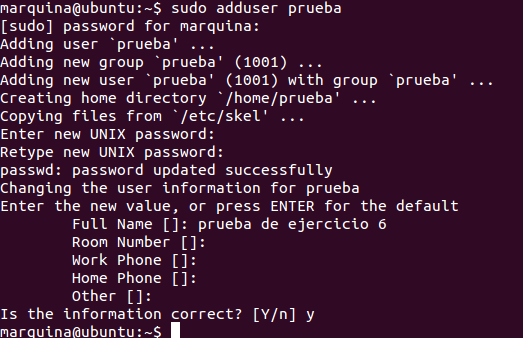 marquina@ubuntu:~$ sudo adduser prueba
[sudo] password for marquina:
Adding user `prueba' ...
Adding new group `prueba' (1001) ...
Adding new user `prueba' (1001) with group `prueba' ...
Creating home directory `/home/prueba' ...
Copying files from `/etc/skel' ...
Enter new UNIX password:
Retype new UNIX password:
passwd: password updated successfully
Changing the user information for prueba
Enter the new value, or press ENTER for the default
        Full Name []: prueba de ejercicio 6
        Room Number []:
        Work Phone []:
        Home Phone []:
        Other []:
Is the information correct? [Y/n] y
marquina@ubuntu:~$